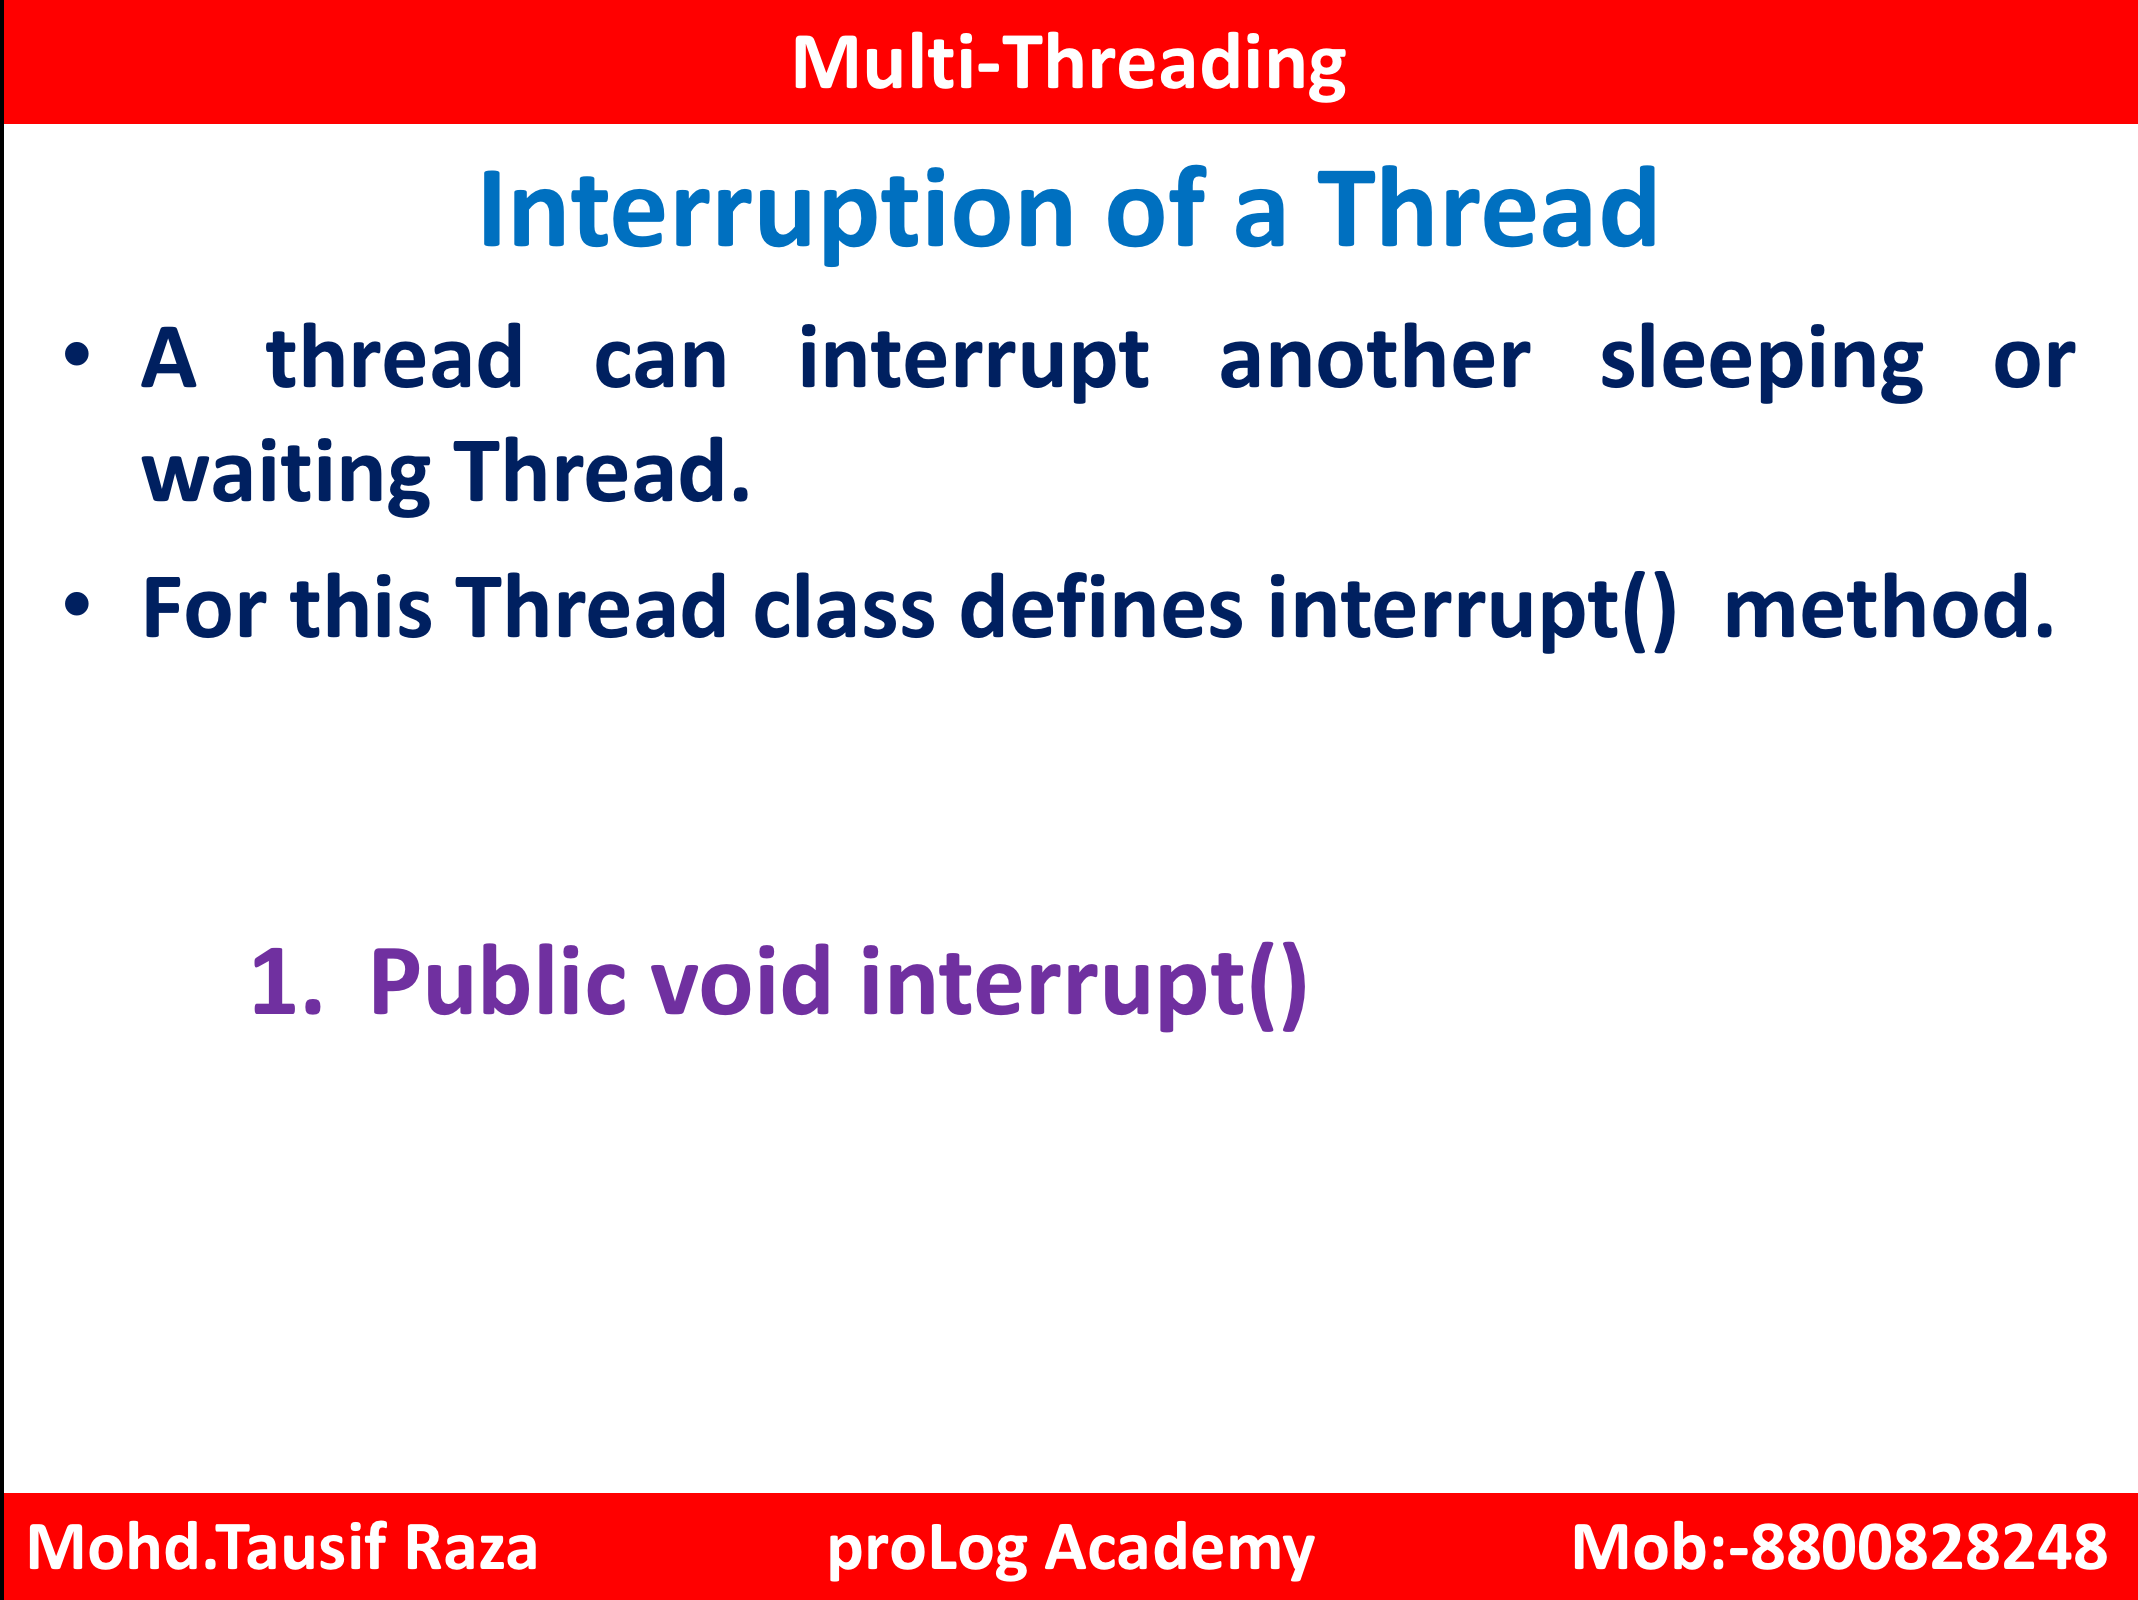 Multi-Threading
Interruption of a Thread
• A thread can interrupt another sleeping or
waiting Thread.
• For this Thread class defines interrupt() method.
1. Public void interrupt()
Mohd.Tausif Raza proLog Academy Mob:-8800828248